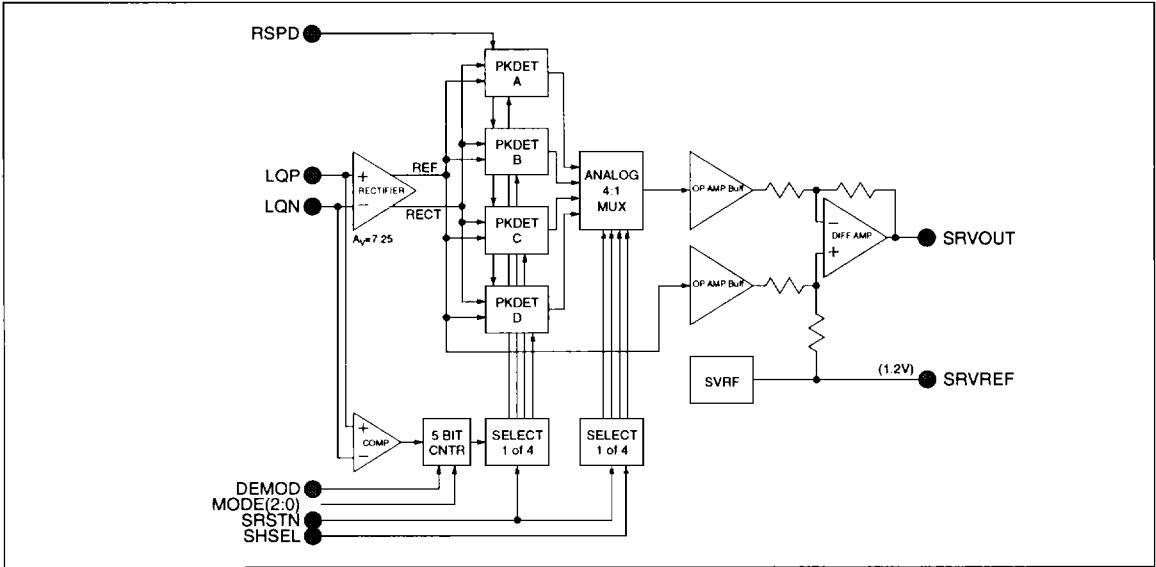 RSPD
PKDET
A
PKDET
B
PKDET
C
PKDET
D
LQP
LQN
+
RECTIFIER
−
A_V=7.25
REF
RECT
ANALOG
4:1
MUX
OP AMP Buff
OP AMP Buff
−
DIFF AMP
+
SRVOUT
SVRF
(1.2V)
SRVREF
+
COMP
−
5 BIT
CNTR
SELECT
1 of 4
SELECT
1 of 4
DEMOD
MODE(2:0)
SRSTN
SHSEL